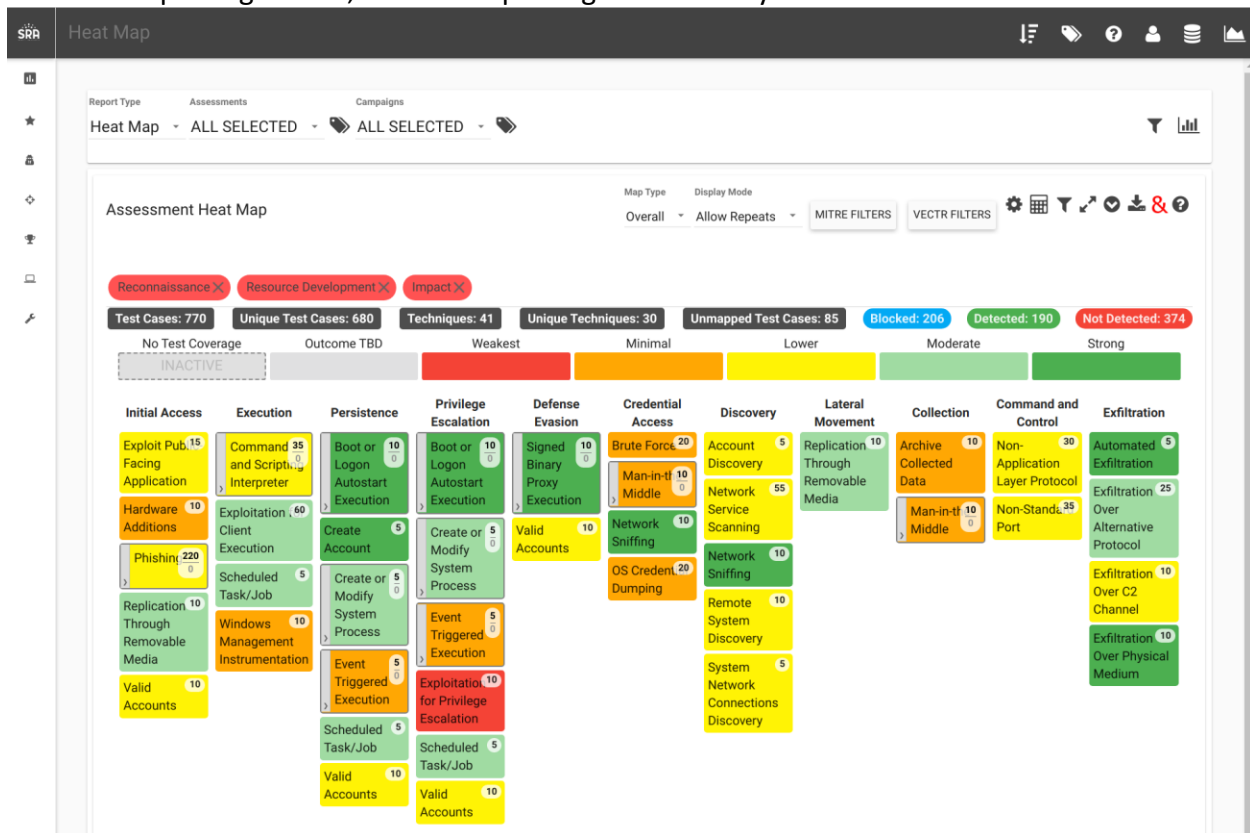 SRA
Heat Map
Report Type
Assessments
Campaigns
Heat Map
ALL SELECTED
ALL SELECTED
Assessment Heat Map
Map Type
Display Mode
Overall
Allow Repeats
MITRE FILTERS
VECTR FILTERS
&
Reconnaissance
Resource Development
Impact
Test Cases: 770
Unique Test Cases: 680
Techniques: 41
Unique Techniques: 30
Unmapped Test Cases: 85
Blocked: 206
Detected: 190
Not Detected: 374
No Test Coverage
Outcome TBD
Weakest
Minimal
Lower
Moderate
Strong
INACTIVE
Initial Access
Exploit Pub 15
Facing
Application
Hardware 10
Additions
Phishing 220
0
Replication 10
Through
Removable
Media
Valid 10
Accounts
Execution
Command 35
and Scripting 0
Interpreter
Exploitation 60
Client
Execution
Scheduled 5
Task/Job
Windows 10
Management
Instrumentation
Persistence
Boot or 10
Logon 0
Autostart
Execution
Create 5
Account
Create or 5
Modify 0
System
Process
Event 5
Triggered 0
Execution
Scheduled 5
Task/Job
Valid 10
Accounts
Privilege
Escalation
Boot or 10
Logon 0
Autostart
Execution
Create or 5
Modify 0
System
Process
Event 5
Triggered 0
Execution
Exploitation 10
for Privilege
Escalation
Scheduled 5
Task/Job
Valid 10
Accounts
Defense
Evasion
Signed 10
Binary 0
Proxy
Execution
Valid 10
Accounts
Credential
Access
Brute Force 20
Man-in-th 10
Middle 0
Network 10
Sniffing
OS Credent 20
Dumping
Discovery
Account 5
Discovery
Network 55
Service
Scanning
Network 10
Sniffing
Remote 10
System
Discovery
System 5
Network
Connections
Discovery
Lateral
Movement
Replication 10
Through
Removable
Media
Collection
Archive 10
Collected
Data
Man-in-th 10
Middle 0
Command and
Control
Non- 30
Application
Layer Protocol
Non-Standa 35
Port
Exfiltration
Automated 5
Exfiltration
Exfiltration 25
Over
Alternative
Protocol
Exfiltration 10
Over C2
Channel
Exfiltration 10
Over Physical
Medium